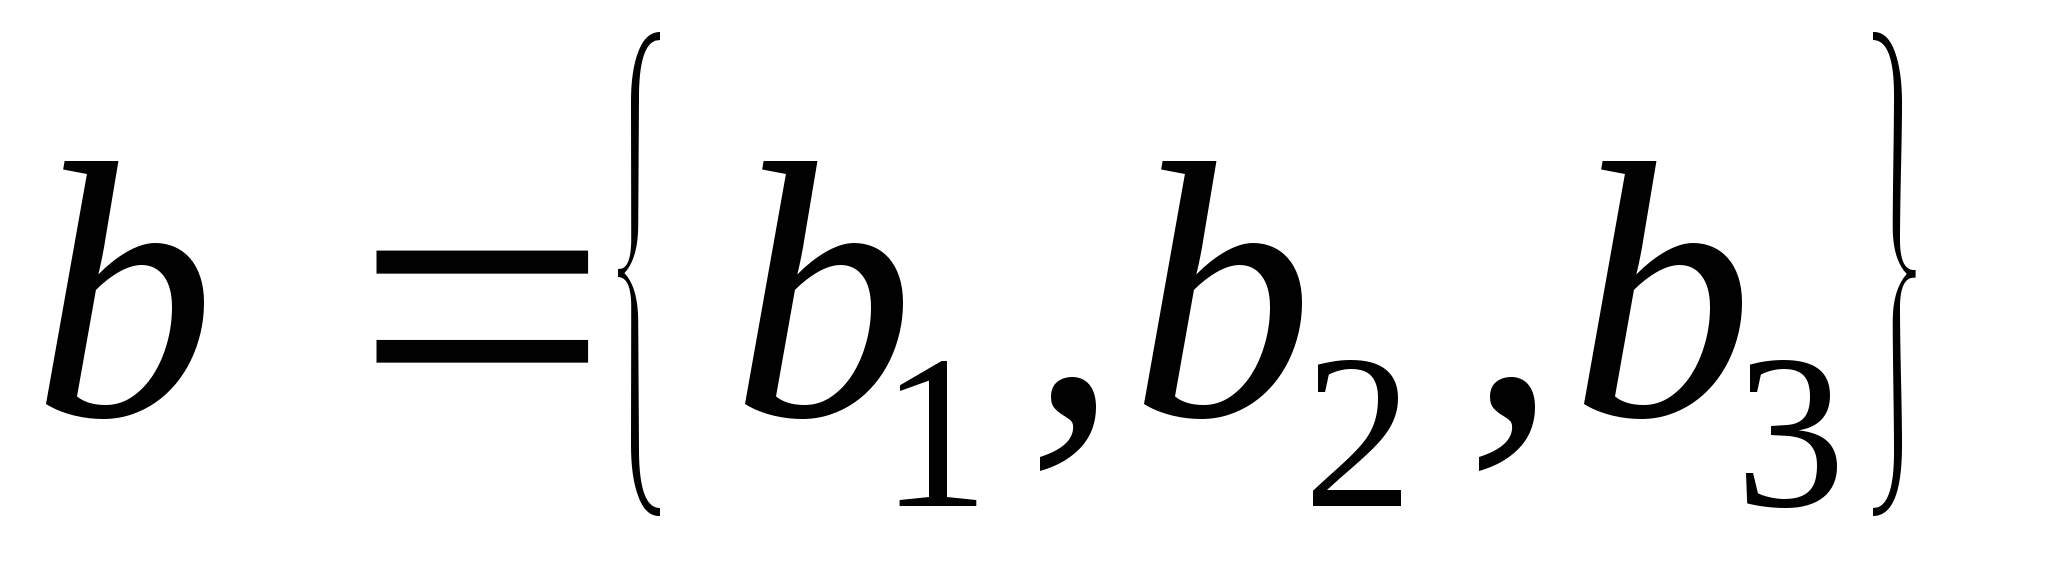 b = {b₁, b₂, b₃}